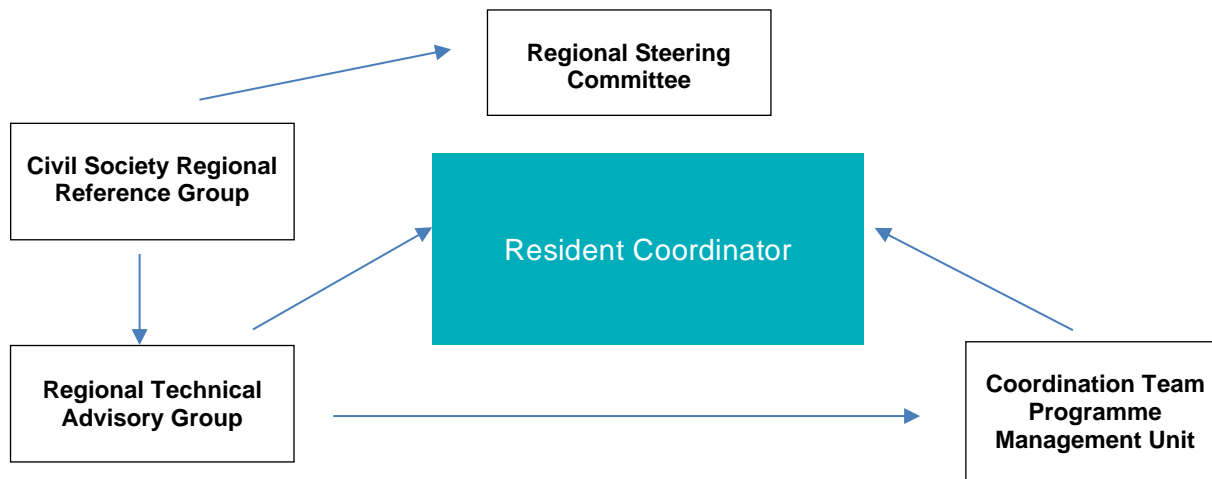 Regional Steering
Committee
Civil Society Regional
Reference Group
Resident Coordinator
Regional Technical
Advisory Group
Coordination Team
Programme
Management Unit